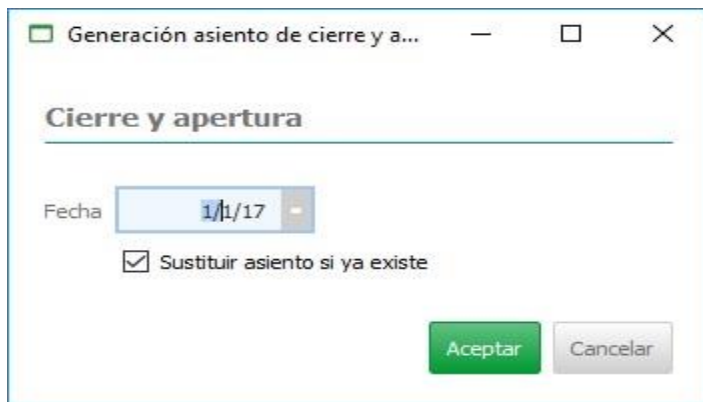 Generación asiento de cierre y a...
Cierre y apertura
Fecha 1/1/17
Sustituir asiento si ya existe
Aceptar Cancelar